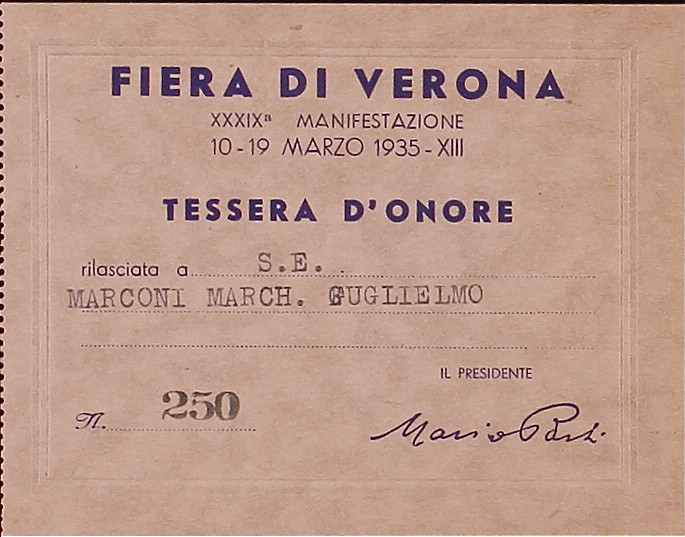 FIERA DI VERONA
XXXIXª MANIFESTAZIONE
10-19 MARZO 1935-XIII
TESSERA D'ONORE
rilasciata a S.E.
MARCONI MARCH. GUGLIELMO
IL PRESIDENTE
N. 250
Mario